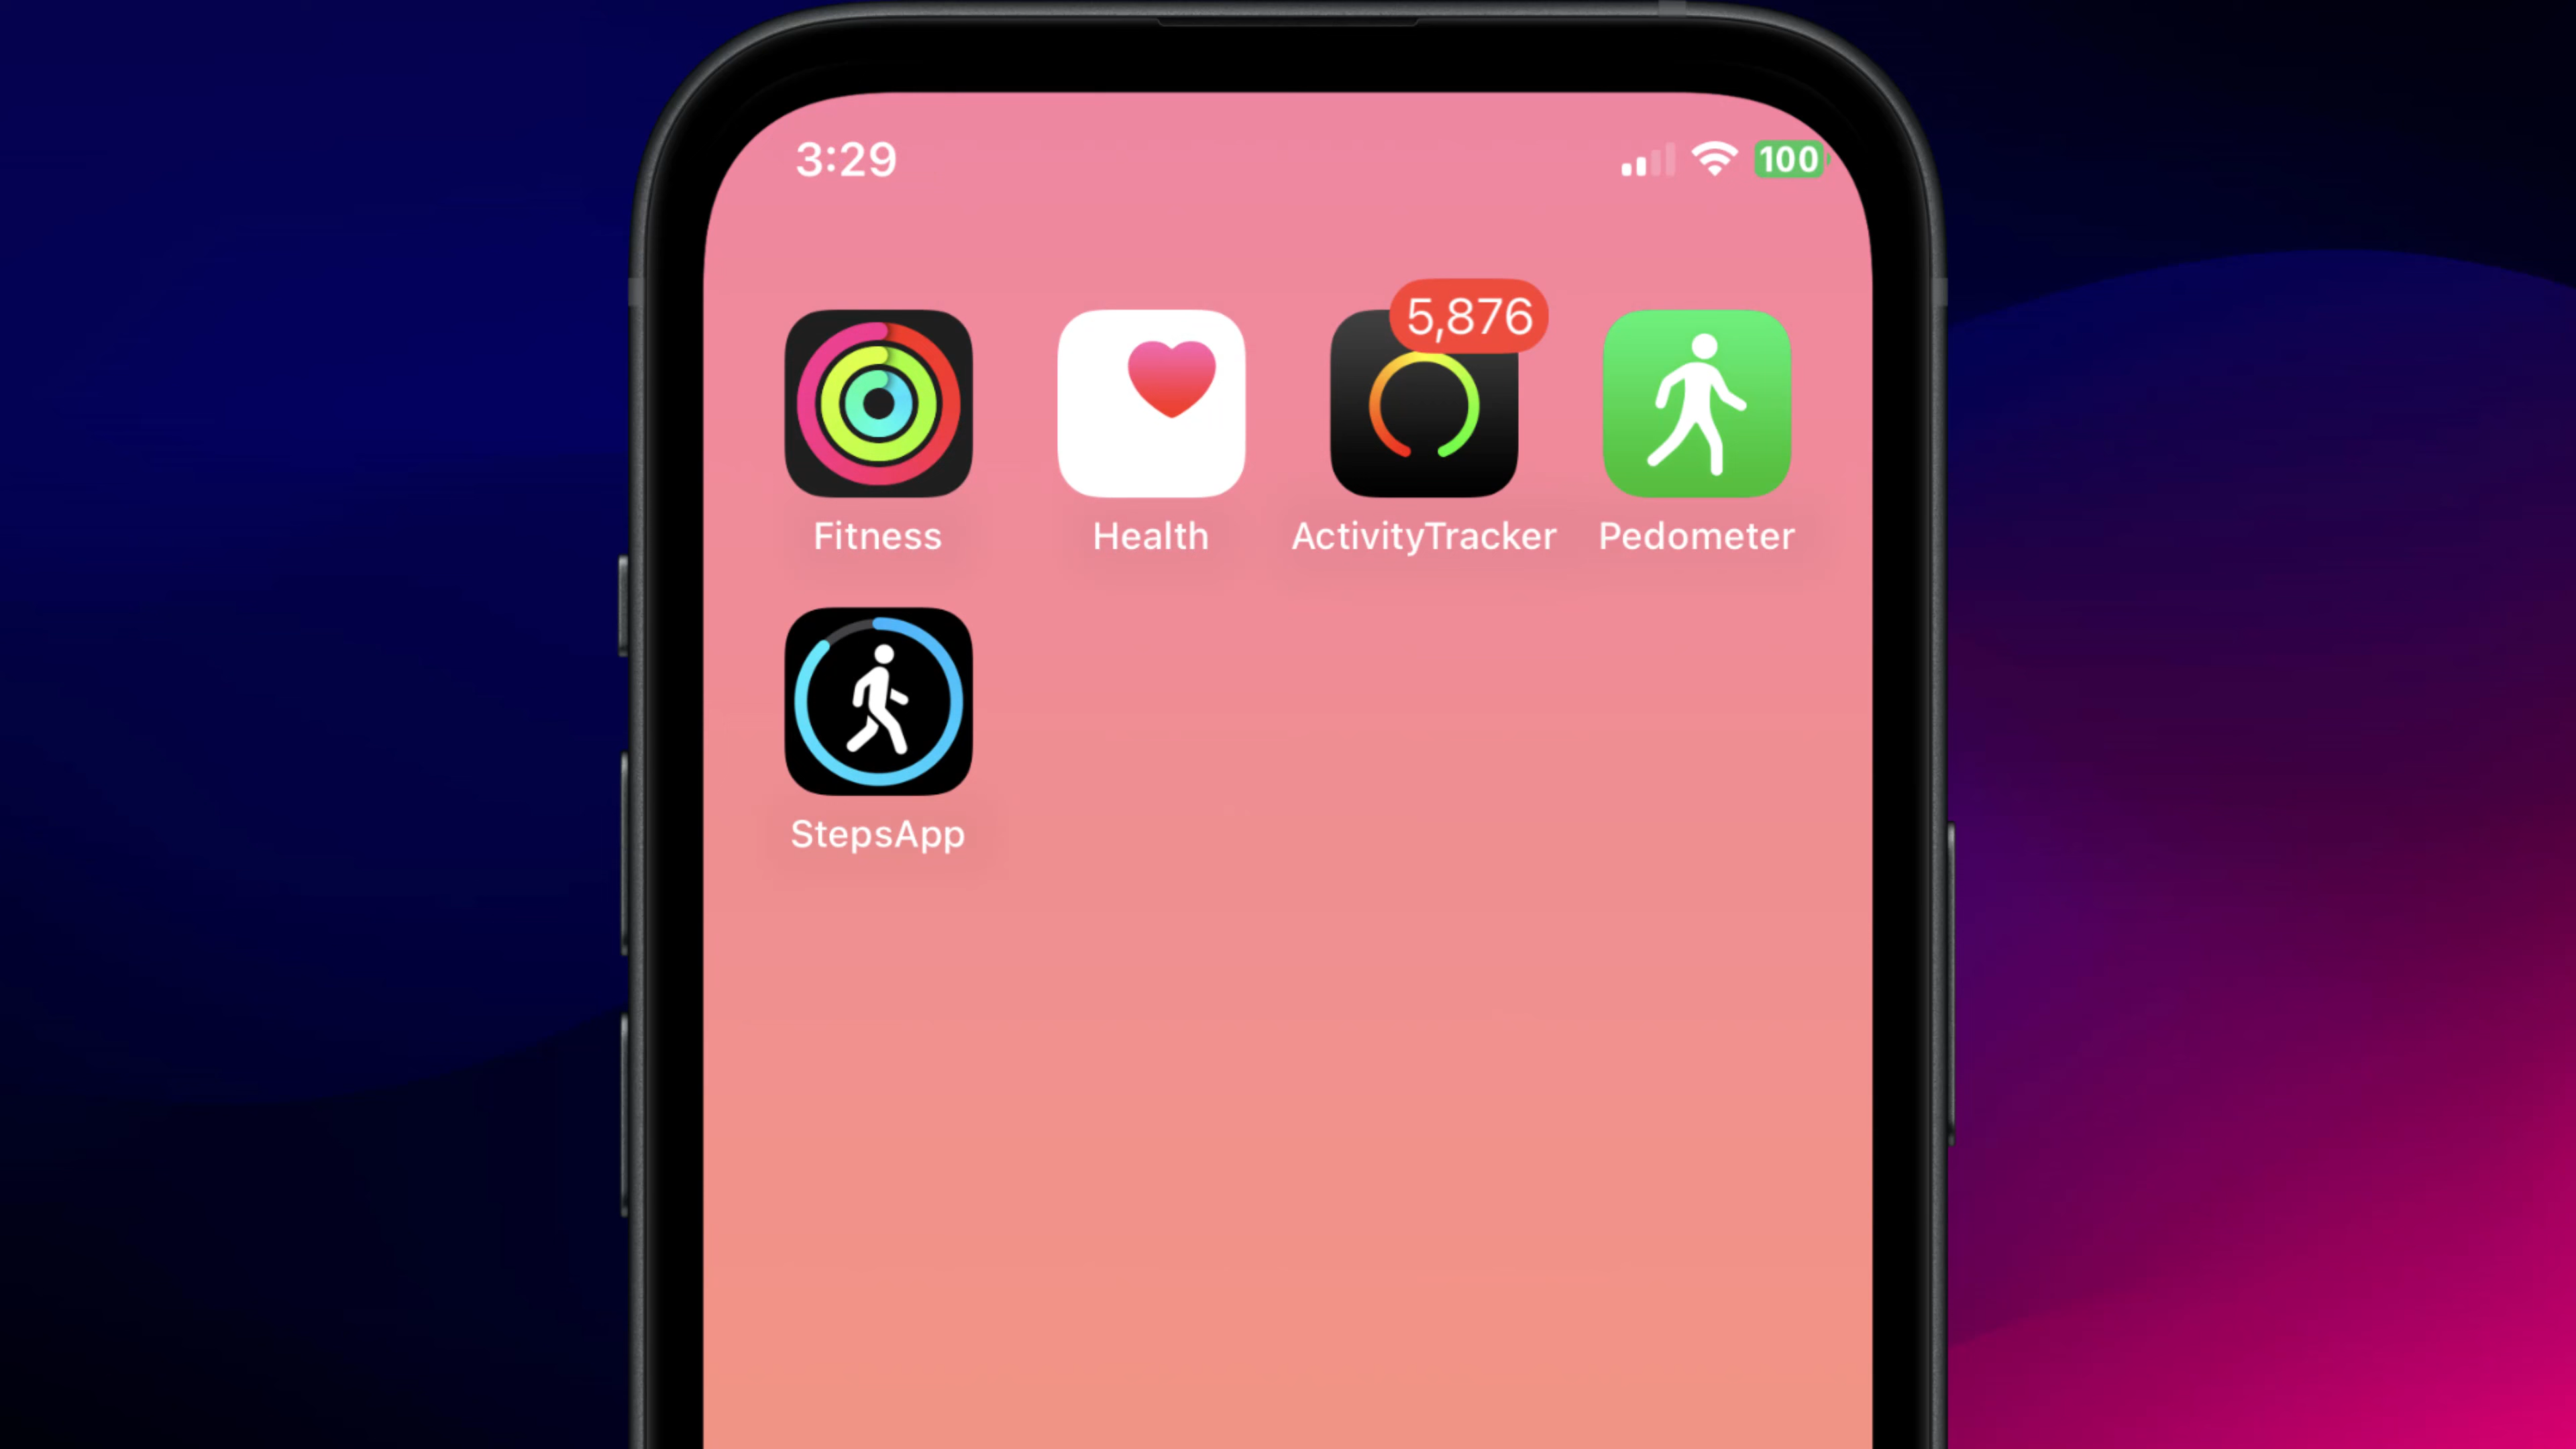 3:29
100
5,876
Fitness
Health
ActivityTracker
Pedometer
StepsApp